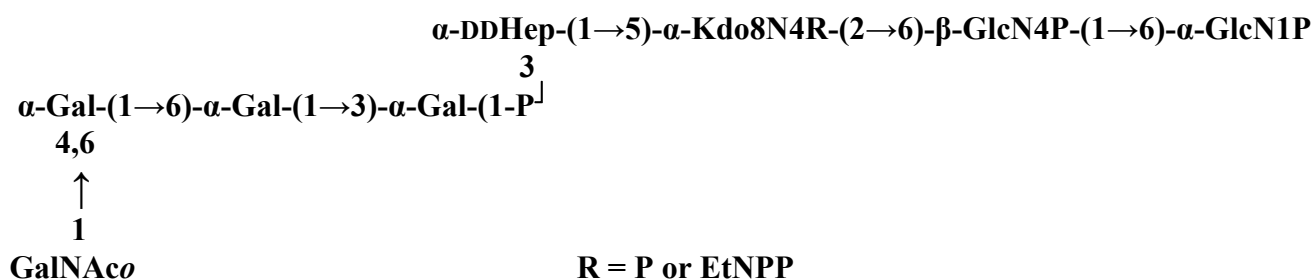 α-DDHep-(1→5)-α-Kdo8N4R-(2→6)-β-GlcN4P-(1→6)-α-GlcN1P
3
α-Gal-(1→6)-α-Gal-(1→3)-α-Gal-(1-P┘
4,6
↑
1
GalNAco R = P or EtNPP